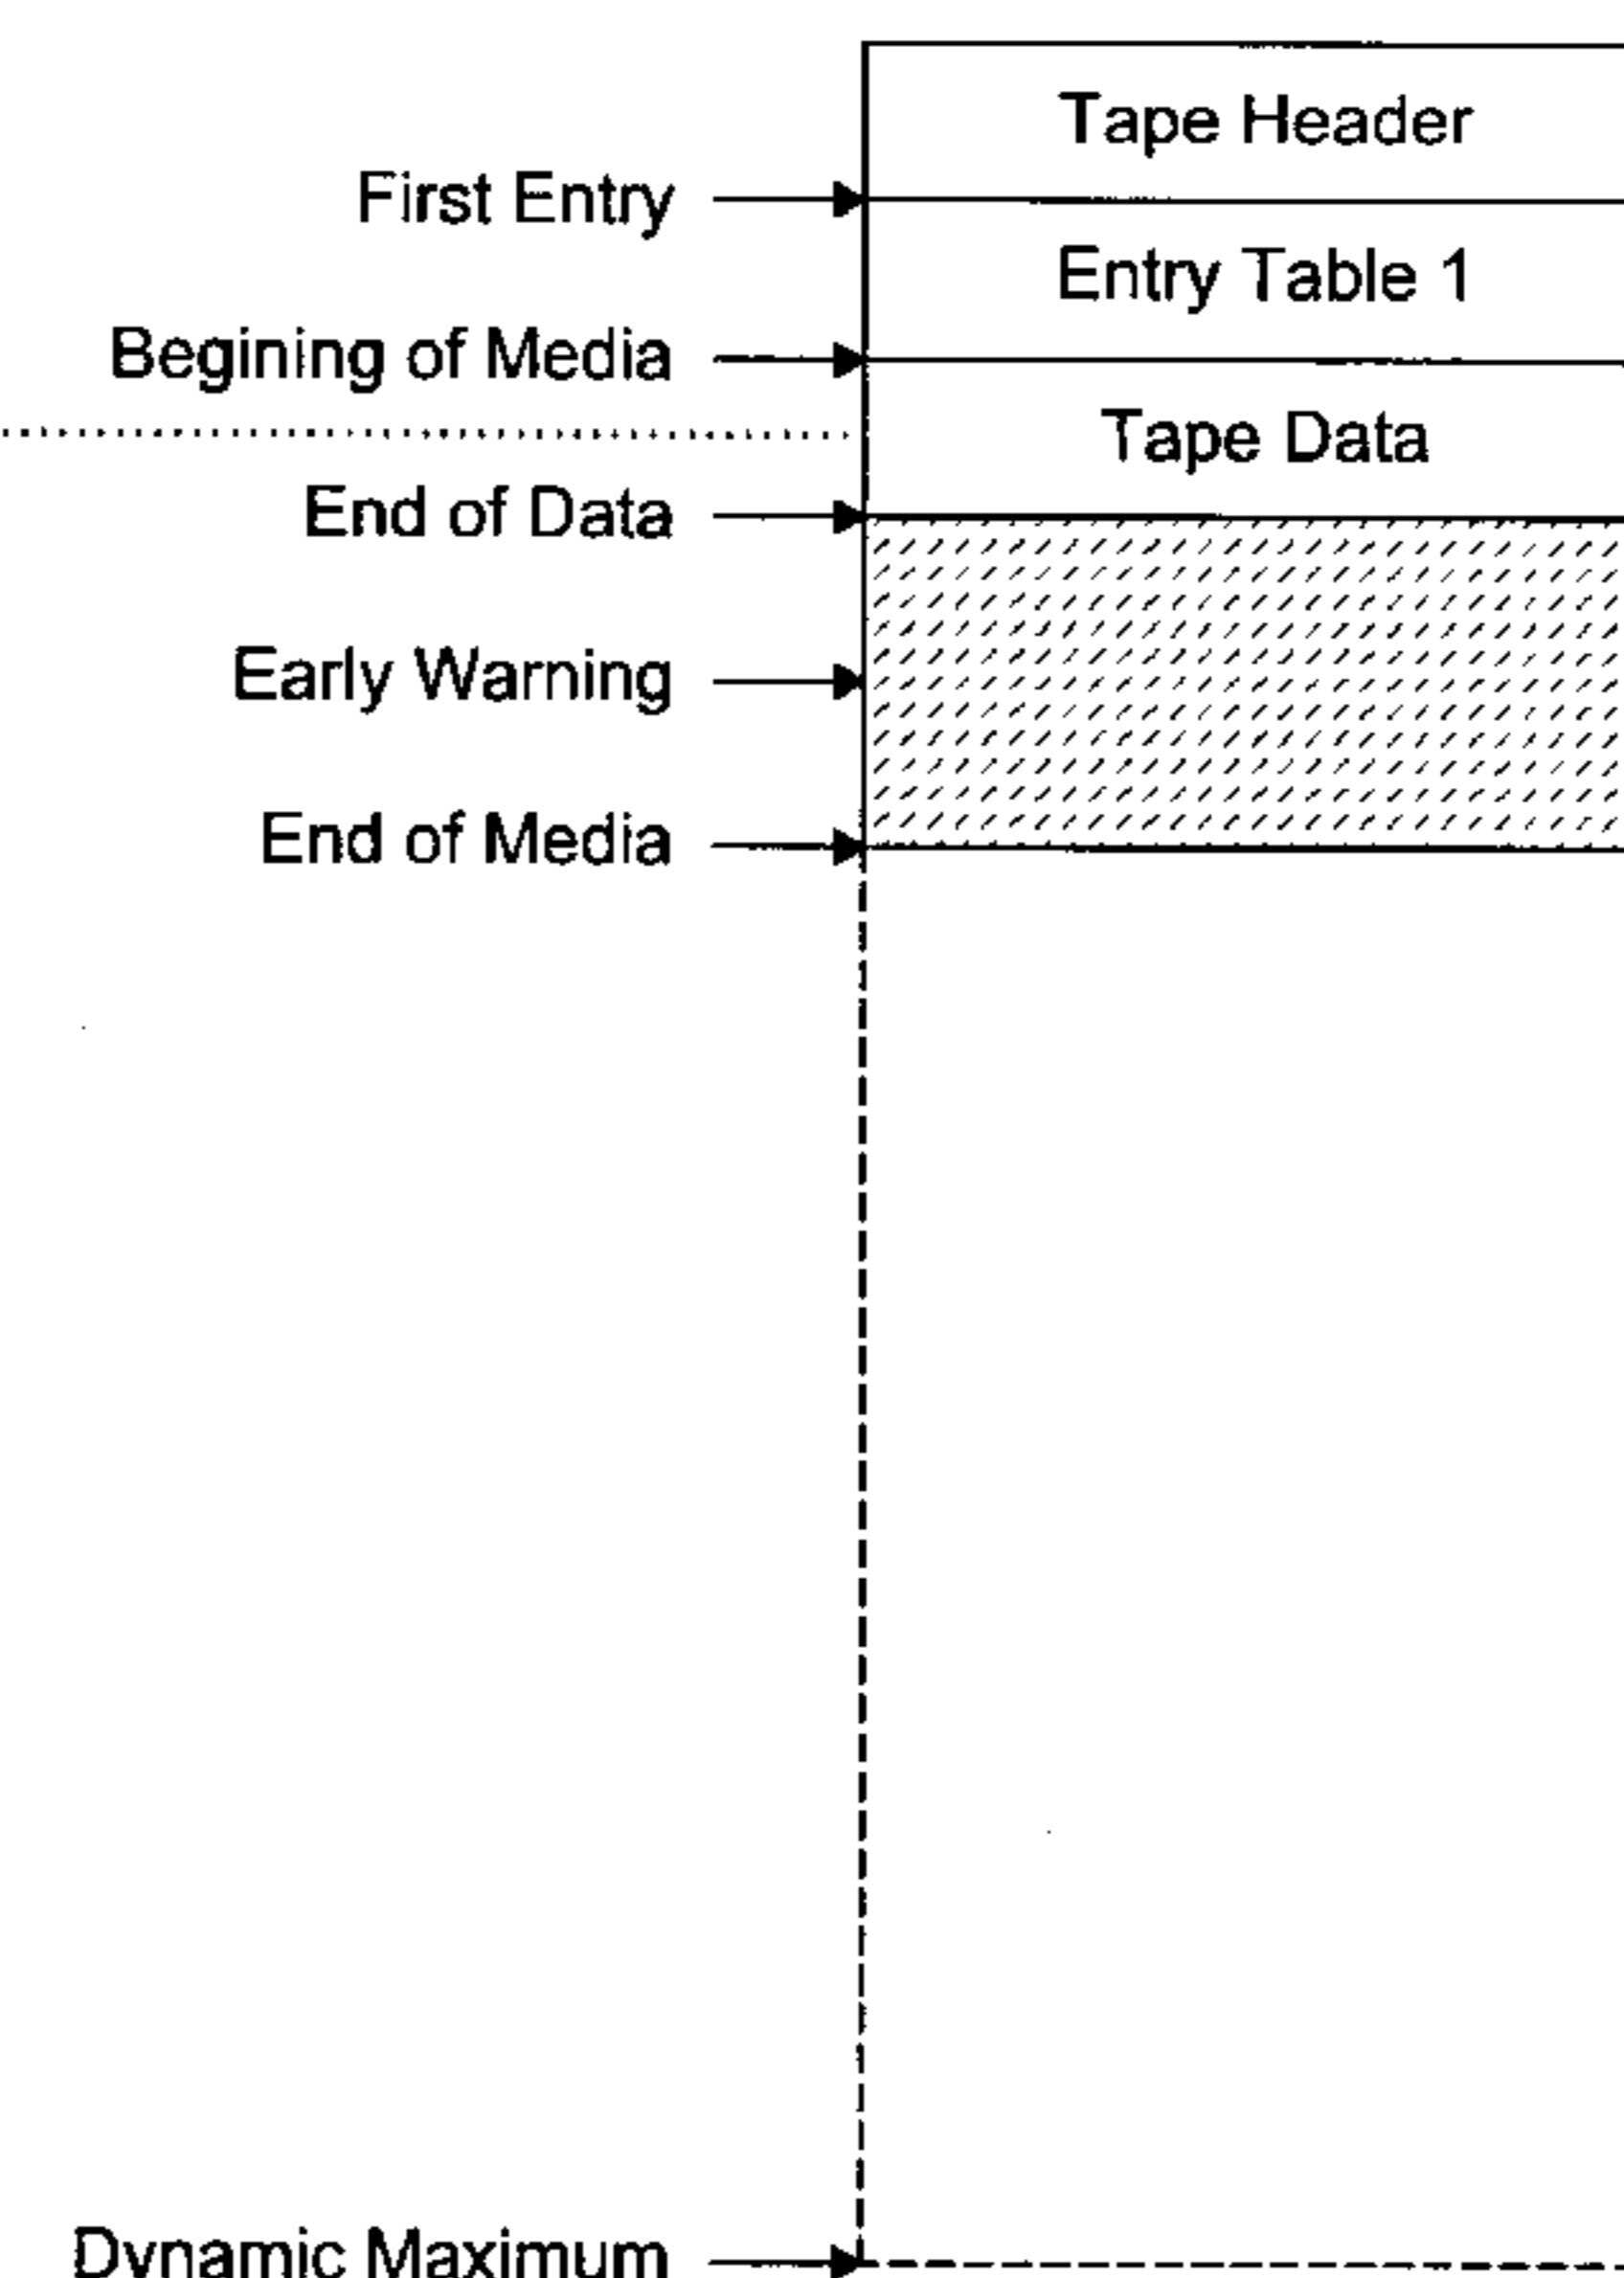 Tape Header
First Entry
Entry Table 1
Begining of Media
Tape Data
End of Data
Early Warning
End of Media
Dynamic Maximum